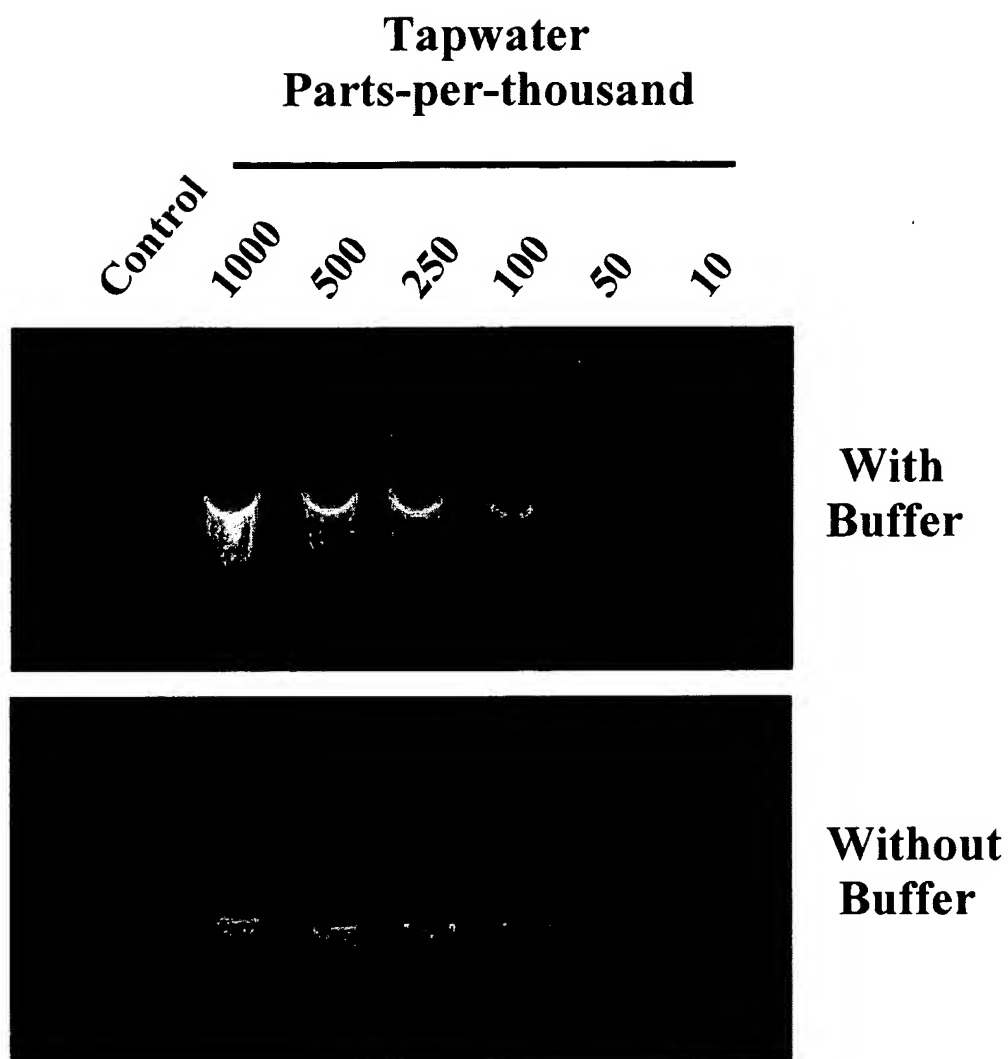 Tapwater
Parts-per-thousand
Control
1000
500
250
100
50
10
With
Buffer
Without
Buffer